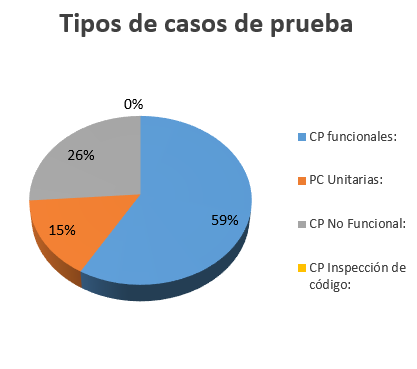 Tipos de casos de prueba
0%
26%
59%
15%
CP funcionales:
PC Unitarias:
CP No Funcional:
CP Inspección de
código: